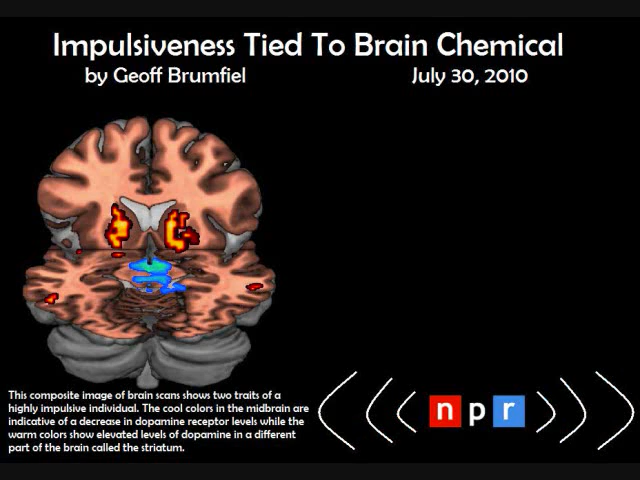 Impulsiveness Tied To Brain Chemical
by Geoff Brumfiel July 30, 2010
This composite image of brain scans shows two traits of a
highly impulsive individual. The cool colors in the midbrain are
indicative of a decrease in dopamine receptor levels while the
warm colors show elevated levels of dopamine in a different
part of the brain called the striatum.
n p r